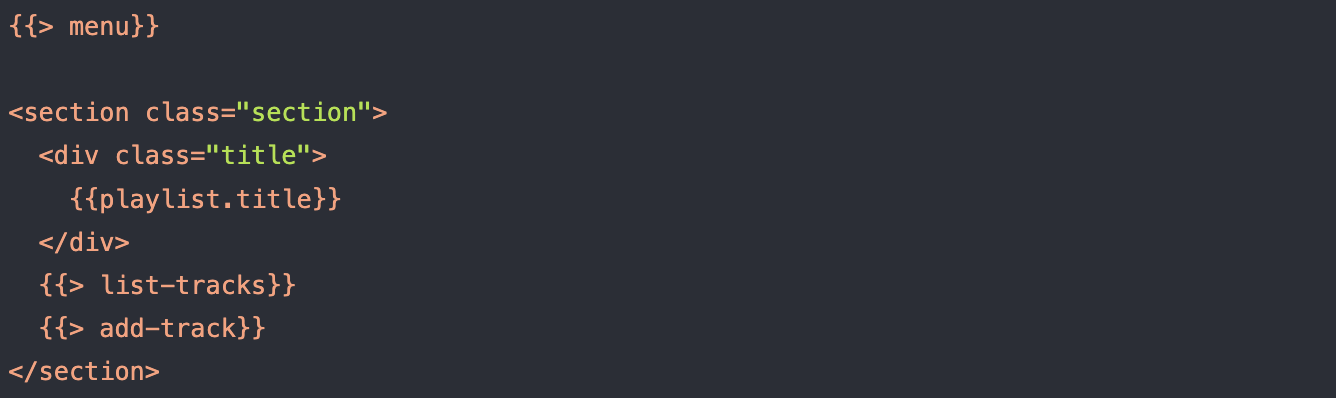 {{> menu}}
<section class="section">
<div class="title">
{{playlist.title}}
</div>
{{> list-tracks}}
{{> add-track}}
</section>